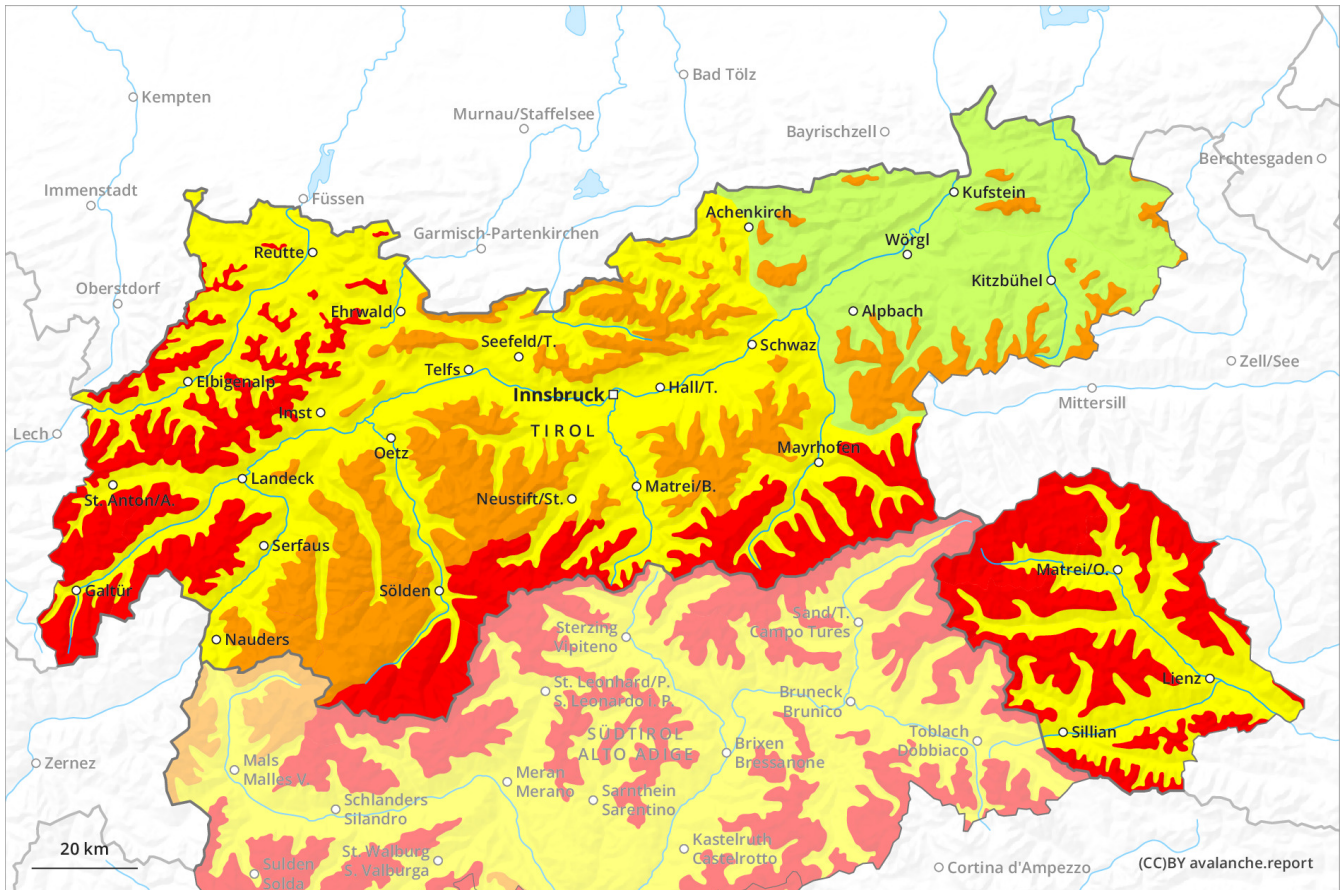 Bad Tölz
Kempten
Murnau/Staffelsee
Bayrischzell
Berchtesgaden
Immenstadt
Füssen
Kufstein
Achenkirch
Garmisch-Partenkirchen
Wörgl
Reutte
Kitzbühel
Oberstdorf
Ehrwald
Alpbach
Seefeld/T.
Schwaz
Zell/See
Telfs
Elbigenalp
Hall/T.
Innsbruck
Mittersill
Imst
TIROL
Lech
Mayrhofen
Oetz
Landeck
Matrei/B.
St. Anton/A.
Neustift/St.
Serfaus
Matrei/O.
Galtür
Sölden
Sand/T.
Campo Tures
Sterzing
Vipiteno
Nauders
Lienz
St. Leonhard/P.
S. Leonardo i. P.
Bruneck
Brunico
SÜDTIROL
ALTO ADIGE
Toblach
Dobbiaco
Sillian
Brixen
Bressanone
Zernez
Mals
Malles V.
Meran
Merano
Sarnthein
Sarentino
Schlanders
Silandro
Kastelruth
Castelrotto
20 km
St. Walburg
S. Valburga
Sulden
Solda
Cortina d'Ampezzo
(CC)BY avalanche.report